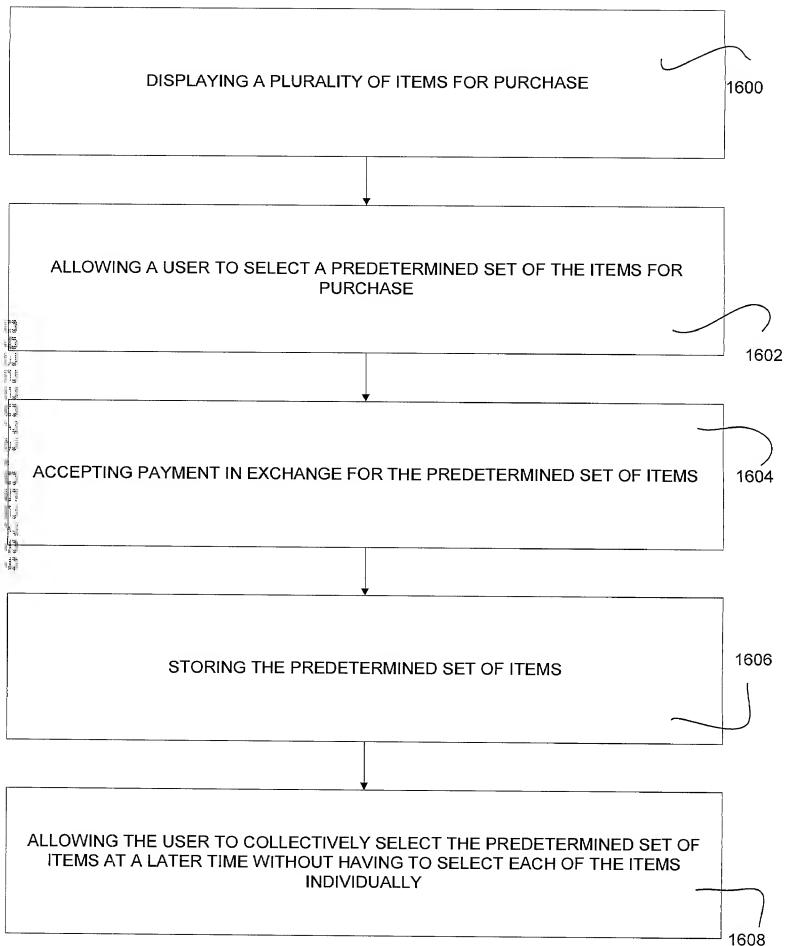 DISPLAYING A PLURALITY OF ITEMS FOR PURCHASE
1600
ALLOWING A USER TO SELECT A PREDETERMINED SET OF THE ITEMS FOR
PURCHASE
1602
ACCEPTING PAYMENT IN EXCHANGE FOR THE PREDETERMINED SET OF ITEMS
1604
STORING THE PREDETERMINED SET OF ITEMS
1606
ALLOWING THE USER TO COLLECTIVELY SELECT THE PREDETERMINED SET OF
ITEMS AT A LATER TIME WITHOUT HAVING TO SELECT EACH OF THE ITEMS
INDIVIDUALLY
1608